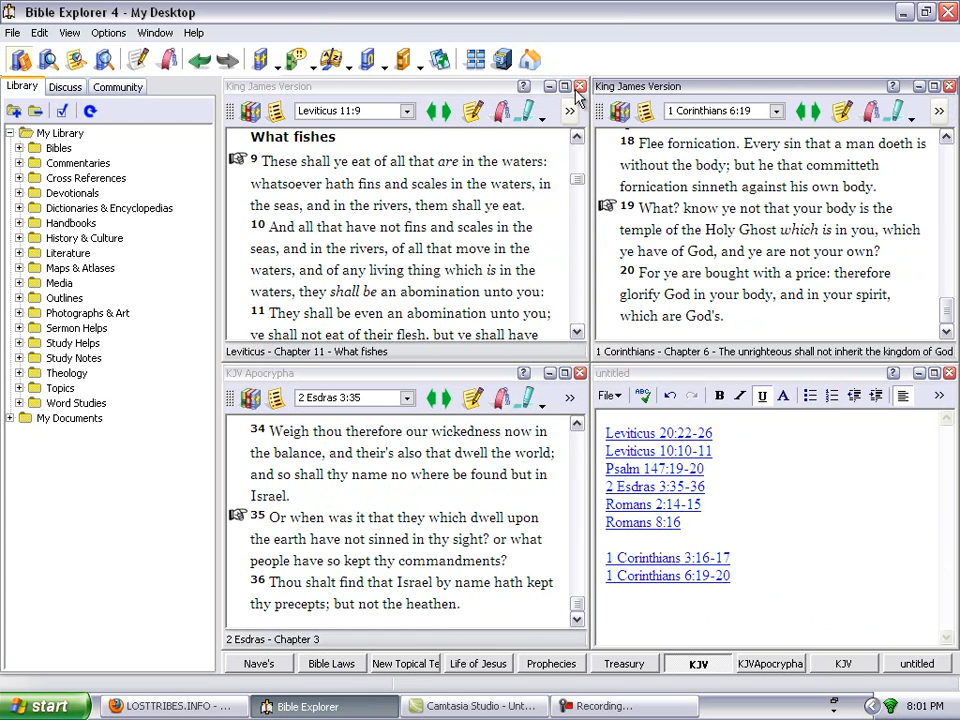 Bible Explorer 4 - My Desktop
File Edit View Options Window Help
Library Discuss Community
My Library
Bibles
Commentaries
Cross References
Devotionals
Dictionaries & Encyclopedias
Handbooks
History & Culture
Literature
Maps & Atlases
Media
Outlines
Photographs & Art
Sermon Helps
Study Helps
Study Notes
Theology
Topics
Word Studies
My Documents
King James Version
Leviticus 11:9
What fishes
9 These shall ye eat of all that are in the waters:
whatsoever hath fins and scales in the waters, in
the seas, and in the rivers, them shall ye eat.
10 And all that have not fins and scales in the
seas, and in the rivers, of all that move in the
waters, and of any living thing which is in the
waters, they shall be an abomination unto you:
11 They shall be even an abomination unto you;
ye shall not eat of their flesh, but ye shall have
Leviticus - Chapter 11 - What fishes
King James Version
1 Corinthians 6:19
18 Flee fornication. Every sin that a man doeth is
without the body; but he that committeth
fornication sinneth against his own body.
19 What? know ye not that your body is the
temple of the Holy Ghost which is in you, which
ye have of God, and ye are not your own?
20 For ye are bought with a price: therefore
glorify God in your body, and in your spirit,
which are God's.
1 Corinthians - Chapter 6 - The unrighteous shall not inherit the kingdom of God
KJV Apocrypha
2 Esdras 3:35
34 Weigh thou therefore our wickedness now in
the balance, and their's also that dwell the world;
and so shall thy name no where be found but in
Israel.
35 Or when was it that they which dwell upon
the earth have not sinned in thy sight? or what
people have so kept thy commandments?
36 Thou shalt find that Israel by name hath kept
thy precepts; but not the heathen.
2 Esdras - Chapter 3
untitled
File B I U A
Leviticus 20:22-26
Leviticus 10:10-11
Psalm 147:19-20
2 Esdras 3:35-36
Romans 2:14-15
Romans 8:16
1 Corinthians 3:16-17
1 Corinthians 6:19-20
Nave's Bible Laws New Topical Te Life of Jesus Prophecies Treasury KJV KJVApocrypha KJV untitled
start LOSTTRIBES.INFO - ... Bible Explorer Camtasia Studio - Unt... Recording... 8:01 PM